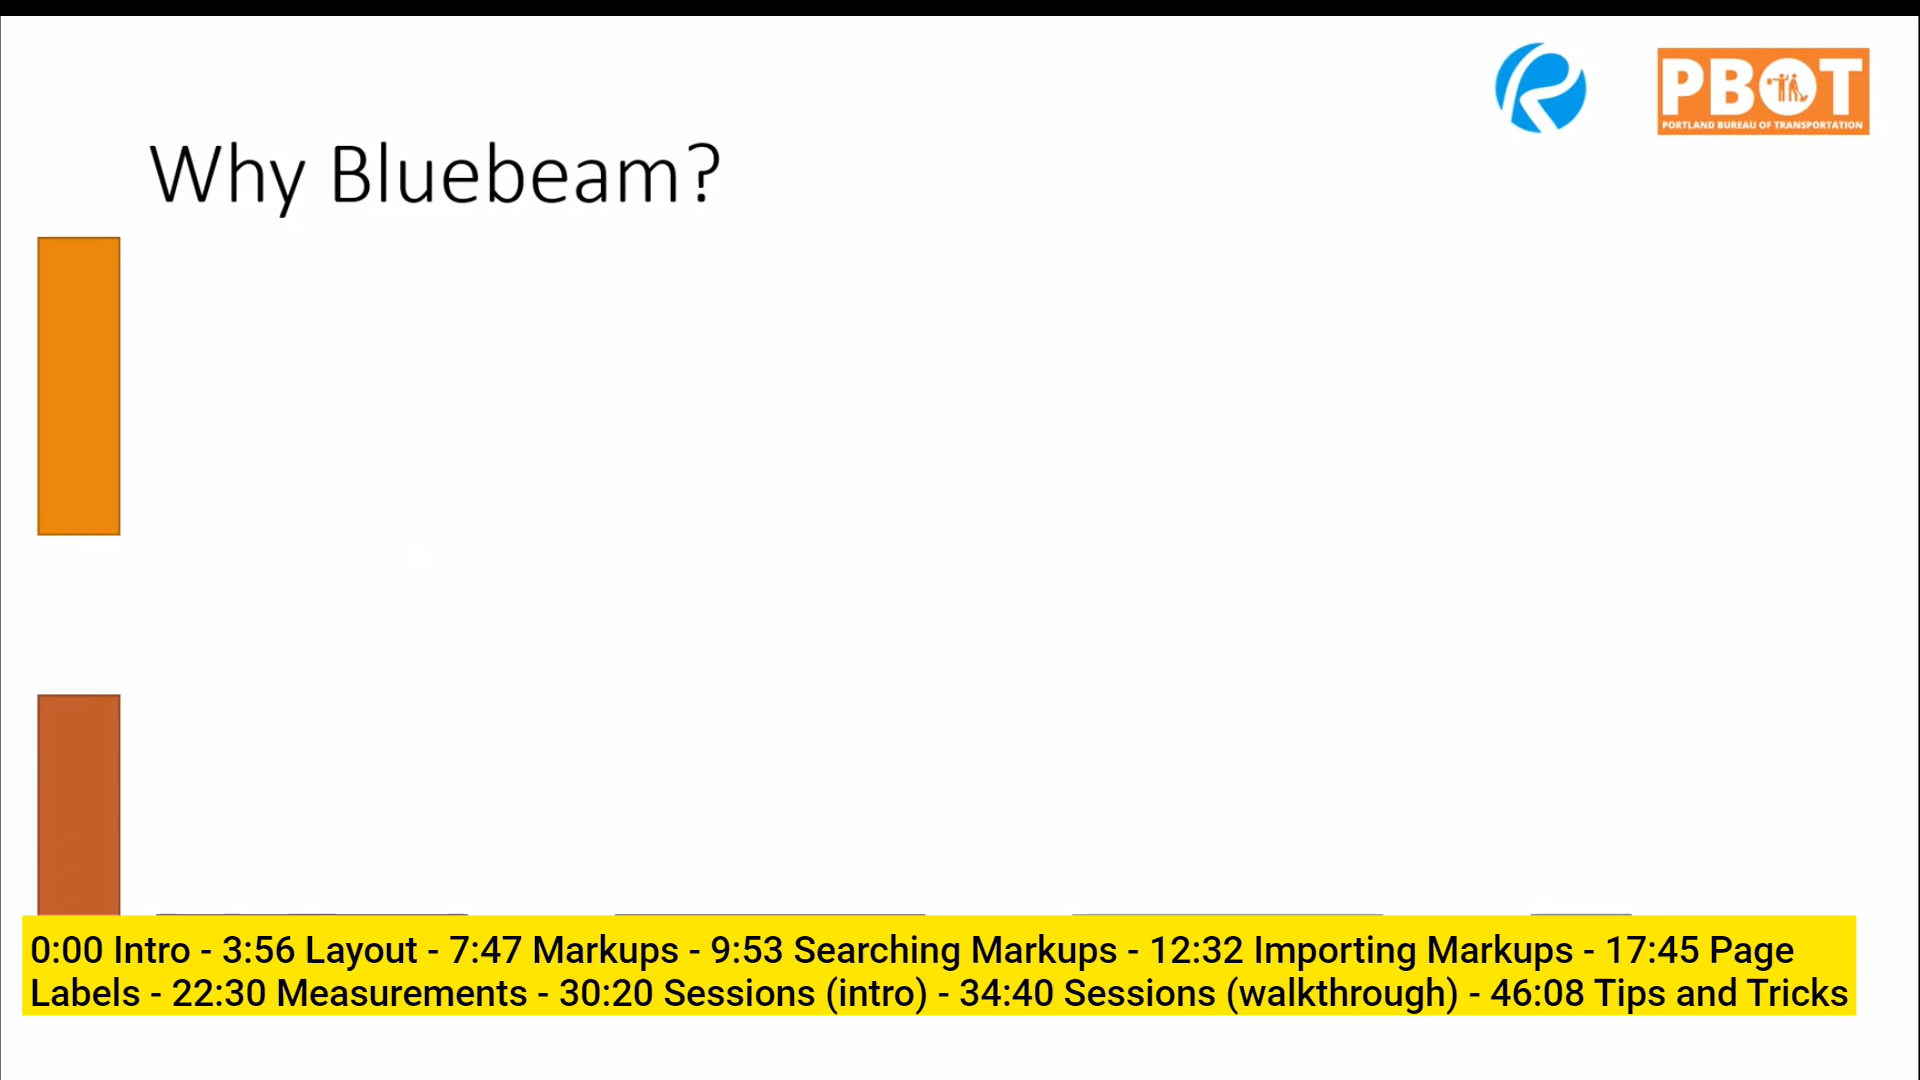 PBOT
PORTLAND BUREAU OF TRANSPORTATION
Why Bluebeam?
0:00 Intro - 3:56 Layout - 7:47 Markups - 9:53 Searching Markups - 12:32 Importing Markups - 17:45 Page
Labels - 22:30 Measurements - 30:20 Sessions (intro) - 34:40 Sessions (walkthrough) - 46:08 Tips and Tricks